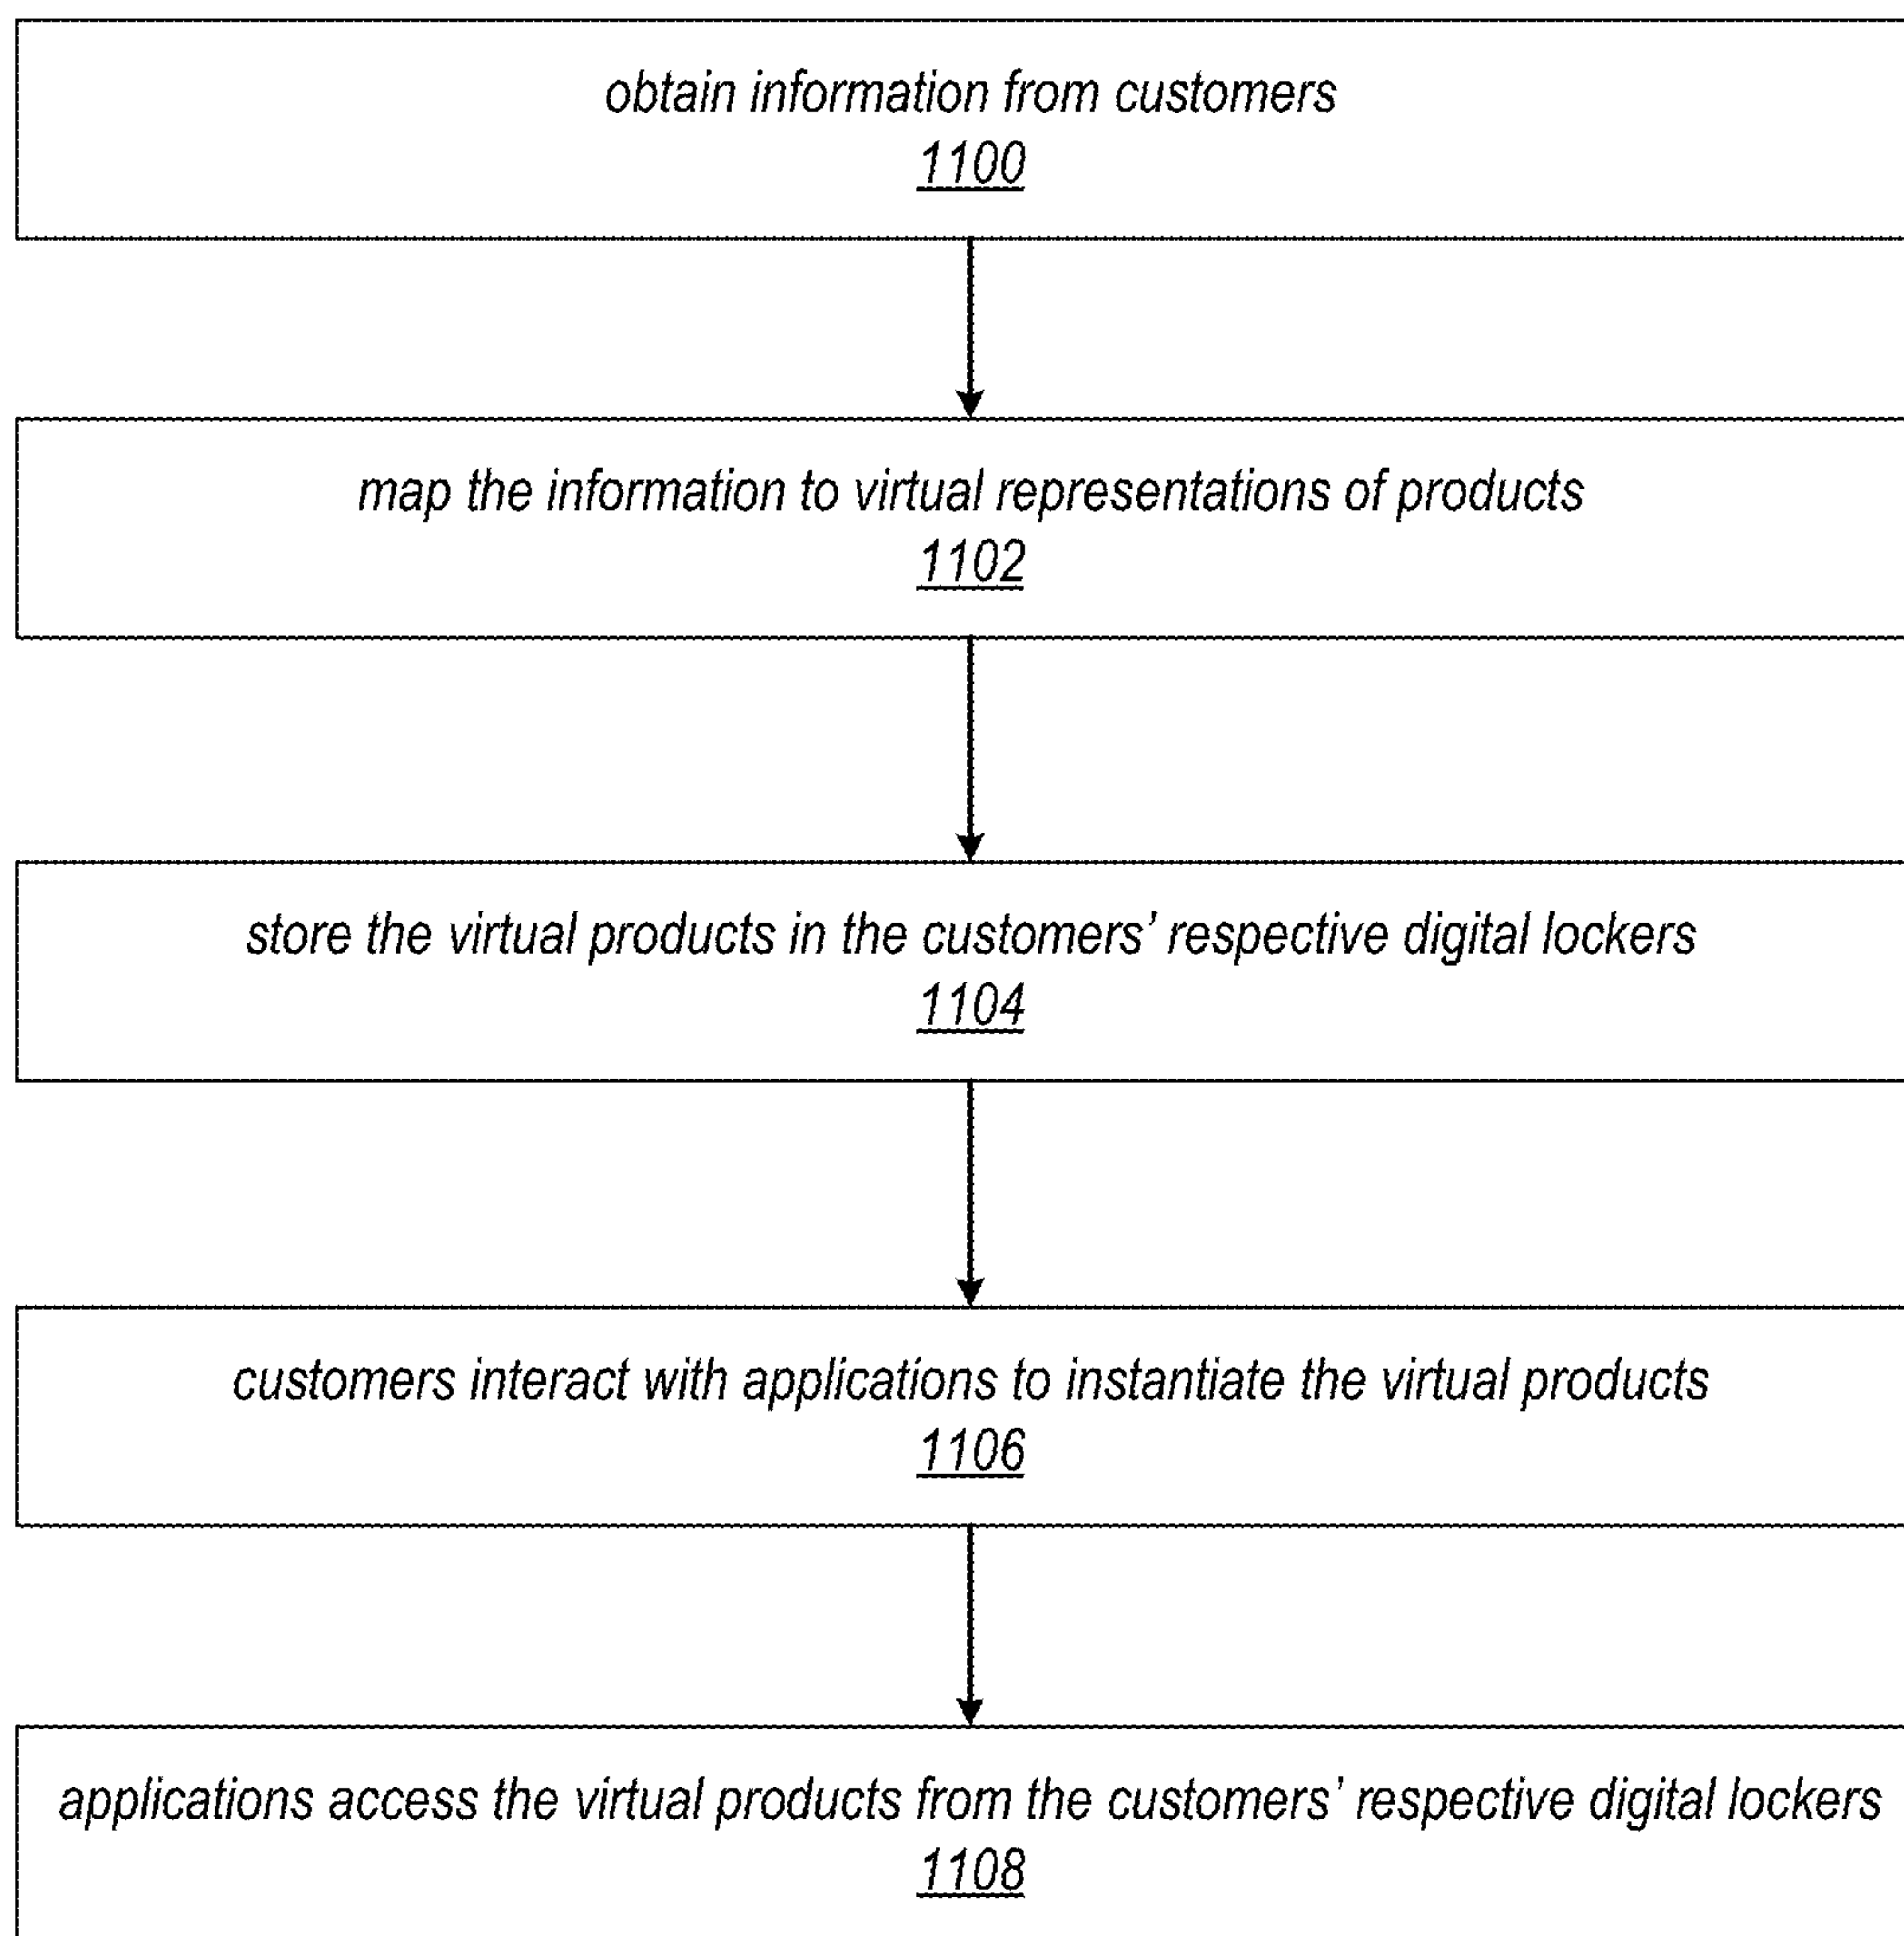 obtain information from customers
1100
map the information to virtual representations of products
1102
store the virtual products in the customers’ respective digital lockers
1104
customers interact with applications to instantiate the virtual products
1106
applications access the virtual products from the customers’ respective digital lockers
1108